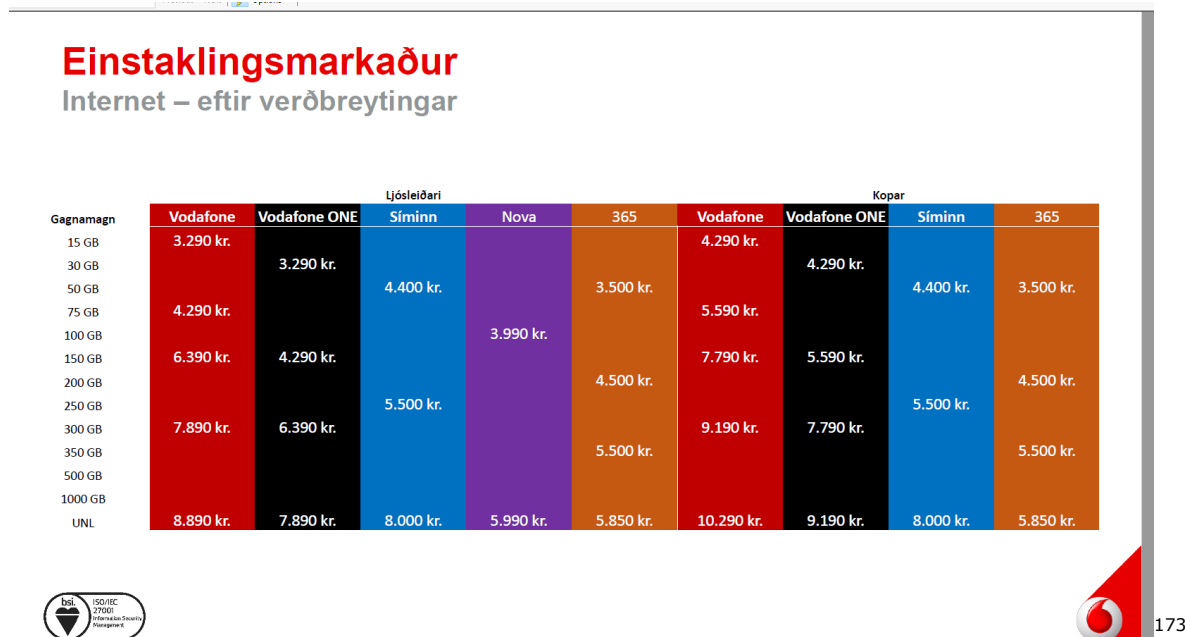 Einstaklingsmarkaður
Internet – eftir verðbreytingar
Ljósleiðari Kopar
Gagnamagn Vodafone Vodafone ONE Síminn Nova 365 Vodafone Vodafone ONE Síminn 365
15 GB 3.290 kr. 4.290 kr.
30 GB 3.290 kr. 4.290 kr.
50 GB 4.400 kr. 3.500 kr. 4.400 kr. 3.500 kr.
75 GB 4.290 kr. 5.590 kr.
100 GB 3.990 kr.
150 GB 6.390 kr. 4.290 kr. 7.790 kr. 5.590 kr.
200 GB 4.500 kr. 4.500 kr.
250 GB 5.500 kr. 5.500 kr.
300 GB 7.890 kr. 6.390 kr. 9.190 kr. 7.790 kr.
350 GB 5.500 kr. 5.500 kr.
500 GB
1000 GB
UNL 8.890 kr. 7.890 kr. 8.000 kr. 5.990 kr. 5.850 kr. 10.290 kr. 9.190 kr. 8.000 kr. 5.850 kr.
bsi. ISO/IEC
27001
Information Security
Management
173